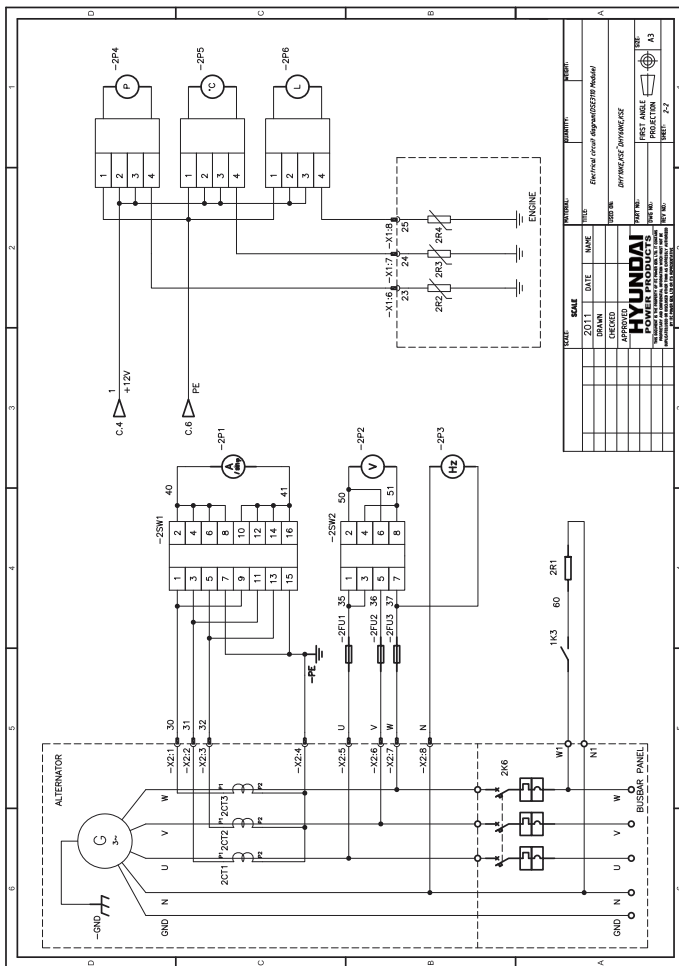 D
C
B
A
1
2
3
4
5
6
-2P4
P
1
2
3
4
-2P5
°C
1
2
3
4
-2P6
L
1
2
3
4
C.4
1
+12V
C.6
PE
-X1:6
23
2R2
-X1:7
24
2R3
-X1:8
25
2R4
ENGINE
-2P1
A
40
41
-2SW1
1 2
3 4
5 6
7 8
9 10
11 12
13 14
15 16
-PE
-2P2
V
50
51
-2SW2
1 2
3 4
5 6
7 8
35
36
37
-2FU1
-2FU2
-2FU3
-2P3
Hz
1K3
60
2R1
ALTERNATOR
G
3~
-GND
GND
N
U
V
W
2CT1
2CT2
2CT3
P1
P2
P1
P2
-X2:1
30
-X2:2
31
-X2:3
32
-X2:4
-X2:5
U
-X2:6
V
-X2:7
W
-X2:8
N
2K6
W1
N1
BUSBAR PANEL
GND
N
U
V
W
SCALE:
SCALE
2011
DATE
NAME
DRAWN
CHECKED
APPROVED
HYUNDAI
POWER PRODUCTS
MATERIAL:
QUANTITY:
WEIGHT:
TITLE:
Electrical circuit diagram(DSE3110 Module)
USED ON:
PART NO.:
DWG NO.:
REV NO.:
FIRST ANGLE
PROJECTION
SIZE:
A3
SHEET:
2-2
D
C
B
A
1
2
3
4
5
6